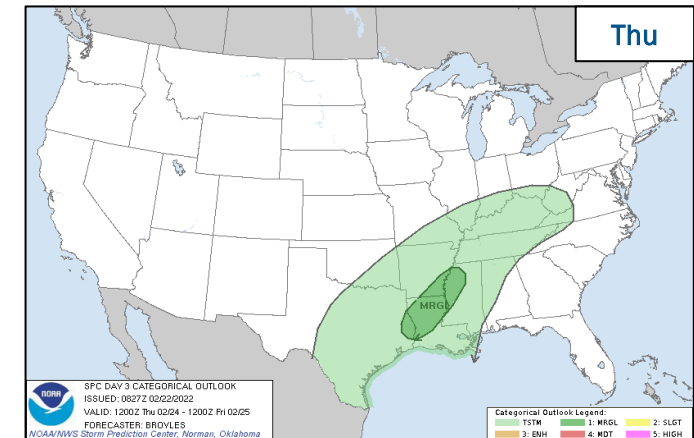 Thu
MRGL
NOAA
SPC DAY 3 CATEGORICAL OUTLOOK
ISSUED: 0827Z 02/22/2022
VALID: 1200Z Thu 02/24 - 1200Z Fri 02/25
FORECASTER: BROYLES
NOAA/NWS Storm Prediction Center, Norman, Oklahoma
Categorical Outlook Legend:
TSTM 1: MRGL 2: SLGT
3: ENH 4: MDT 5: HIGH